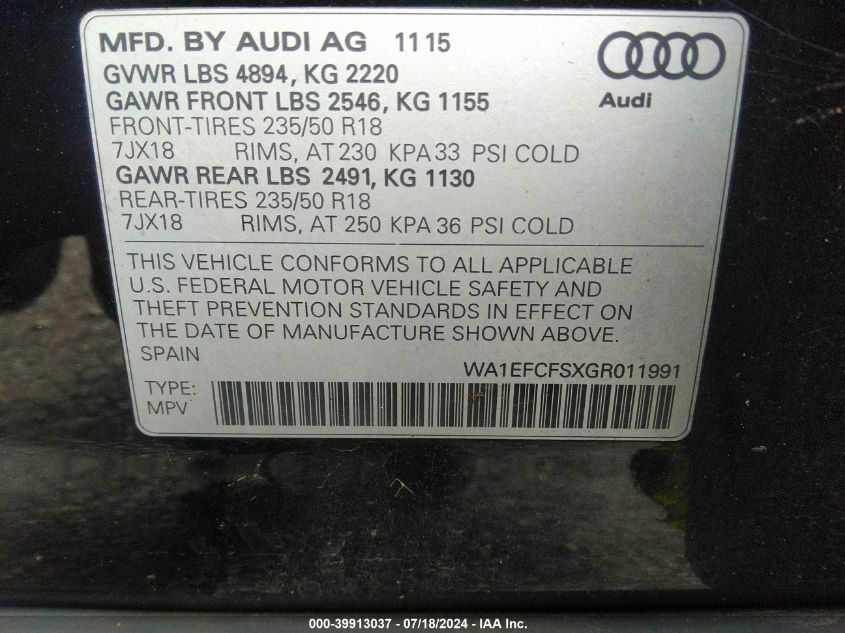 MFD. BY AUDI AG 11 15
GVWR LBS 4894, KG 2220
GAWR FRONT LBS 2546, KG 1155
FRONT-TIRES 235/50 R18
7JX18 RIMS, AT 230 KPA 33 PSI COLD
GAWR REAR LBS 2491, KG 1130
REAR-TIRES 235/50 R18
7JX18 RIMS, AT 250 KPA 36 PSI COLD
Audi
THIS VEHICLE CONFORMS TO ALL APPLICABLE
U.S. FEDERAL MOTOR VEHICLE SAFETY AND
THEFT PREVENTION STANDARDS IN EFFECT ON
THE DATE OF MANUFACTURE SHOWN ABOVE.
SPAIN WA1EFCFSXGR011991
TYPE:
MPV
000-39913037 - 07/18/2024 - IAA Inc.